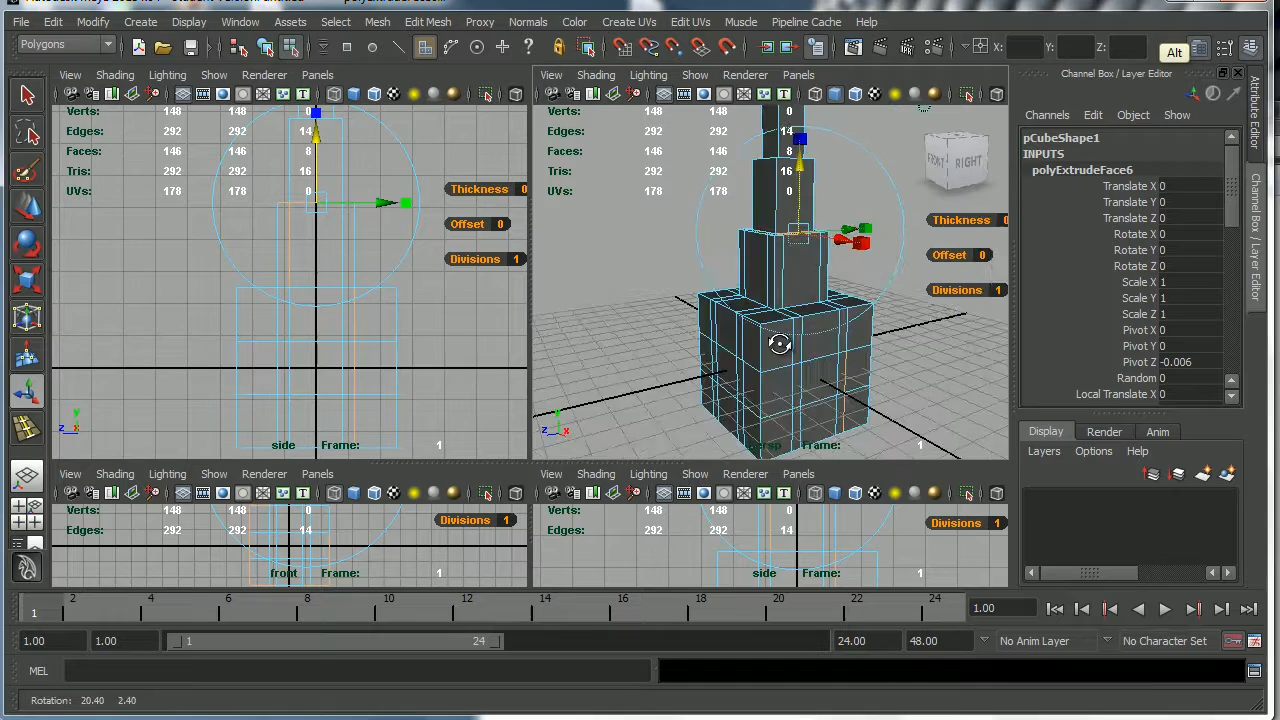 Edit Modify Create Display Window Assets Select Mesh Edit Mesh Proxy Normals Color Create UVs Edit UVs Muscle Pipeline Cache Help
Polygons X: Y: Z: Alt
View Shading Lighting Show Renderer Panels
View Shading Lighting Show Renderer Panels
Verts: 148 148 0
Edges: 292 292 14
Faces: 146 146 8
Tris: 292 292 16
UVs: 178 178 0
Thickness 0
Offset 0
Divisions 1
side Frame: 1
Verts: 148 148 0
Edges: 292 292 14
Faces: 146 146 8
Tris: 292 292 16
UVs: 178 178 0
FRONT RIGHT
Thickness 0
Offset 0
Divisions 1
persp Frame: 1
Channel Box / Layer Editor
Channels Edit Object Show
pCubeShape1
INPUTS
polyExtrudeFace6
Translate X 0
Translate Y 0
Translate Z 0
Rotate X 0
Rotate Y 0
Rotate Z 0
Scale X 1
Scale Y 1
Scale Z 1
Pivot X 0
Pivot Y 0
Pivot Z -0.006
Random 0
Local Translate X 0
Attribute Editor
Channel Box / Layer Editor
Display Render Anim
Layers Options Help
View Shading Lighting Show Renderer Panels
Verts: 148 148 0
Edges: 292 292 14
Divisions 1
front Frame: 1
View Shading Lighting Show Renderer Panels
Verts: 148 148 0
Edges: 292 292 14
Divisions 1
side Frame: 1
1 2 4 6 8 10 12 14 16 18 20 22 24 1.00
1.00 1.00 1 24 24.00 48.00 No Anim Layer No Character Set
MEL
Rotation: 20.40 2.40